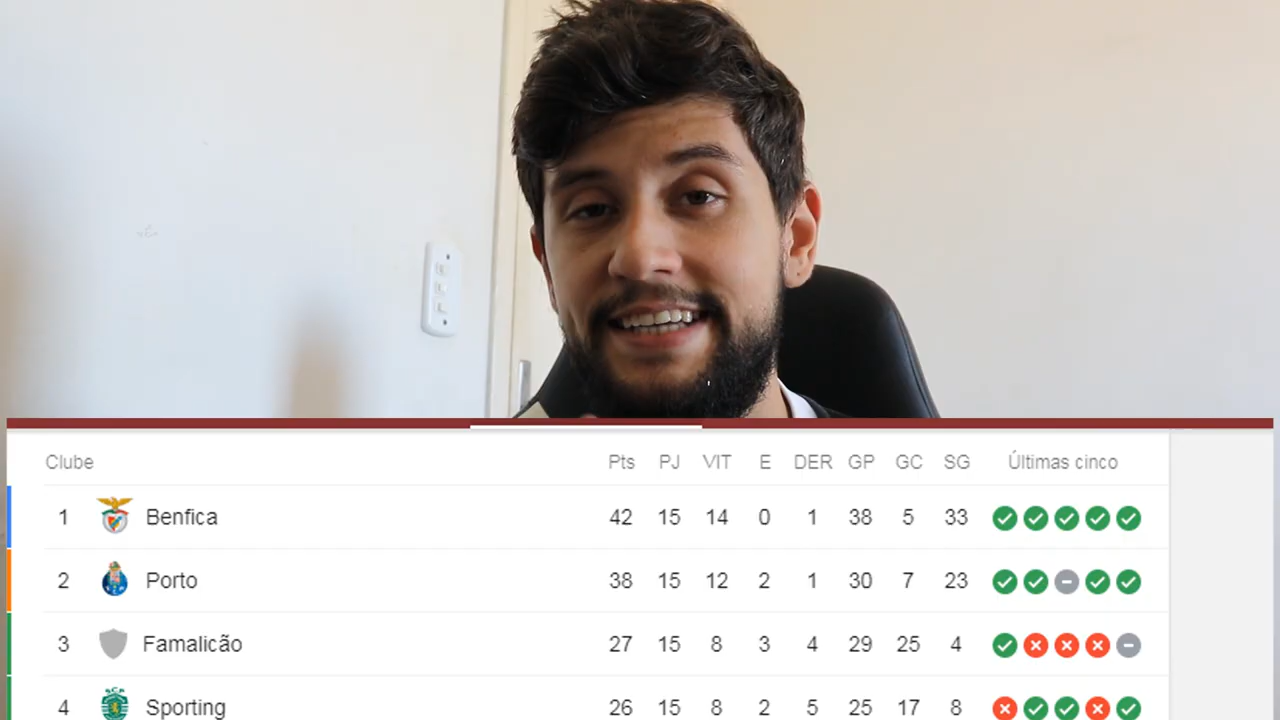 Clube Pts PJ VIT E DER GP GC SG Últimas cinco
1 Benfica 42 15 14 0 1 38 5 33
2 Porto 38 15 12 2 1 30 7 23
3 Famalicão 27 15 8 3 4 29 25 4
SCP
4 Sporting 26 15 8 2 5 25 17 8